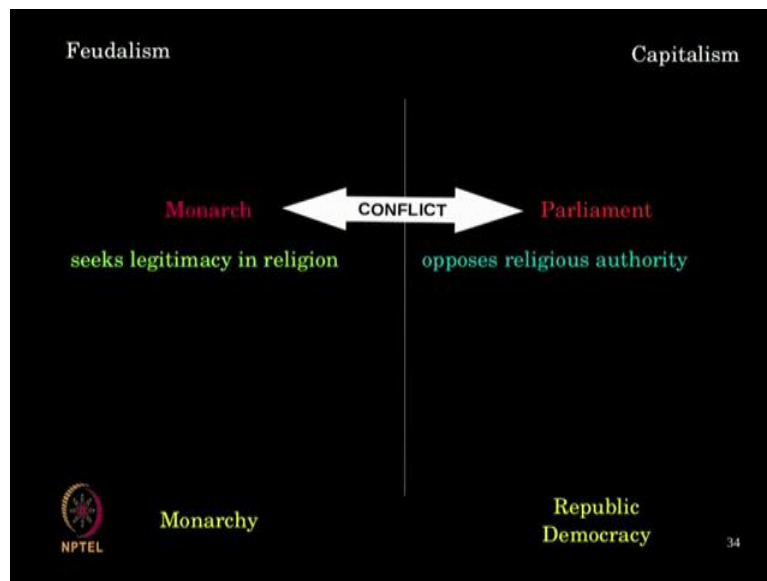 Feudalism
Capitalism
Monarch
CONFLICT
Parliament
seeks legitimacy in religion
opposes religious authority
Monarchy
Republic
Democracy
NPTEL
34